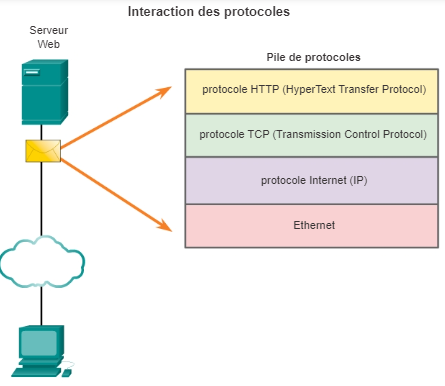 Interaction des protocoles
Serveur
Web
Pile de protocoles
protocole HTTP (HyperText Transfer Protocol)
protocole TCP (Transmission Control Protocol)
protocole Internet (IP)
Ethernet